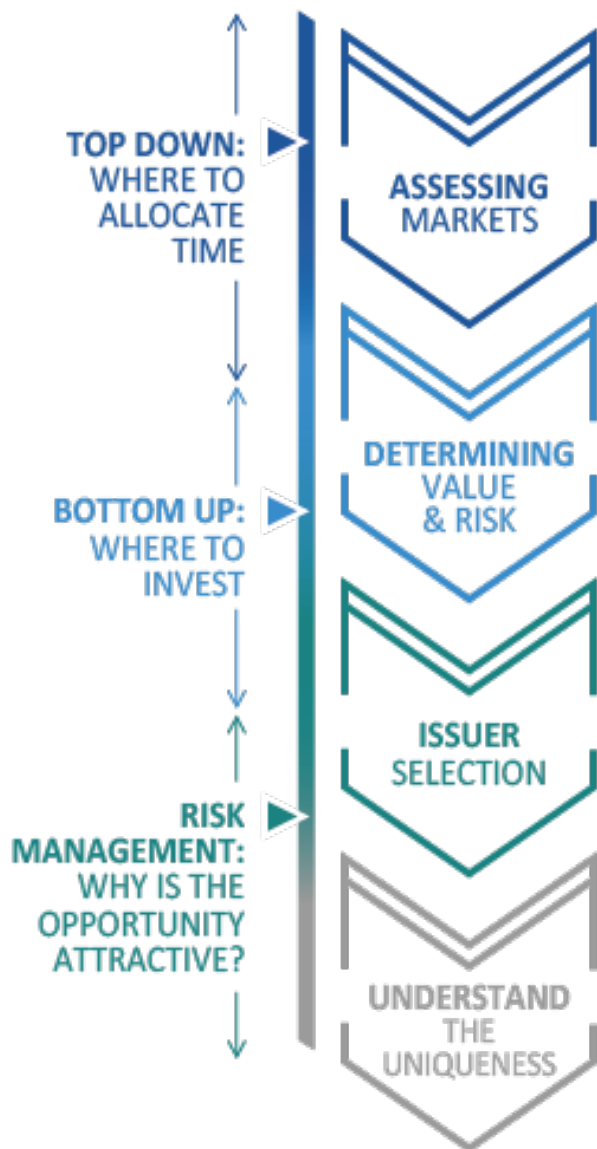 TOP DOWN:
WHERE TO
ALLOCATE
TIME
ASSESSING
MARKETS
BOTTOM UP:
WHERE TO
INVEST
DETERMINING
VALUE
& RISK
RISK
MANAGEMENT:
WHY IS THE
OPPORTUNITY
ATTRACTIVE?
ISSUER
SELECTION
UNDERSTAND
THE
UNIQUENESS